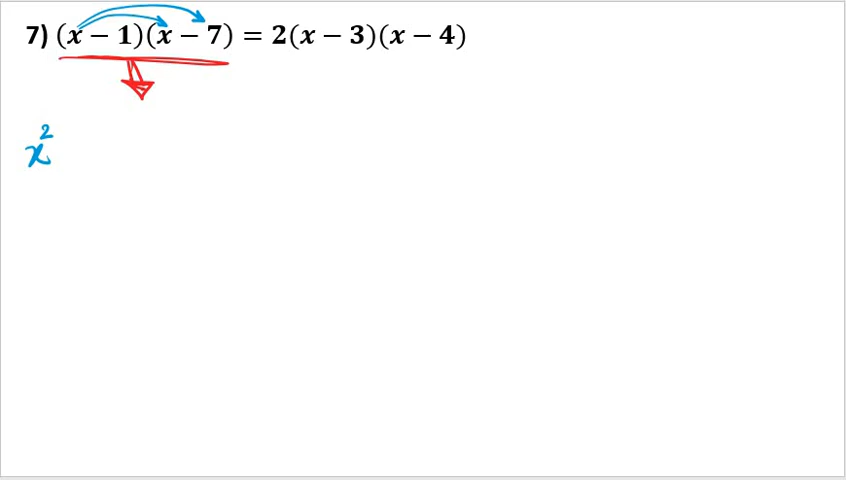 7) (x − 1)(x − 7) = 2(x − 3)(x − 4)
x²